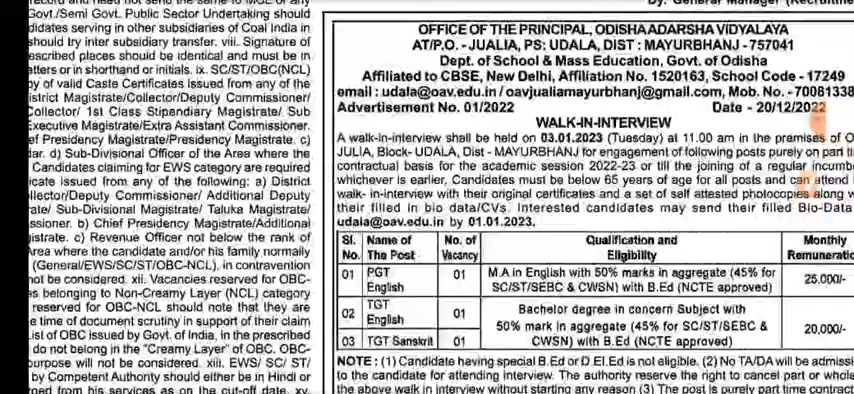 record and need not send the same to MCL or any
Govt./Semi Govt. Public Sector Undertaking should
didates serving in other subsidiaries of Coal India in
should try inter subsidiary transfer. viii. Signature of
escribed places should be identical and must be in
atters or in shorthand or initials. ix. SC/ST/OBC(NCL)
by of valid Caste Certificates issued from any of the
istrict Magistrate/Collector/Deputy Commissioner/
Collector/ 1st Class Stipendiary Magistrate/ Sub
Executive Magistrate/Extra Assistant Commissioner.
ef Presidency Magistrate/Presidency Magistrate. c)
dar. d) Sub-Divisional Officer of the Area where the
Candidates claiming for EWS category are required
icate issued from any of the following: a) District
llector/Deputy Commissioner/ Additional Deputy
rate/ Sub-Divisional Magistrate/ Taluka Magistrate/
ssioner. b) Chief Presidency Magistrate/Additional
istrate. c) Revenue Officer not below the rank of
Area where the candidate and/or his family normally
(General/EWS/SC/ST/OBC-NCL), in contravention
not be considered. xii. Vacancies reserved for OBC-
s belonging to Non-Creamy Layer (NCL) category
reserved for OBC-NCL should note that they are
e time of document scrutiny in support of their claim
ist of OBC issued by Govt. of India, in the prescribed
do not belong in the "Creamy Layer" of OBC. OBC-
purpose will not be considered. xiii. EWS/ SC/ ST/
by Competent Authority should either be in Hindi or
from his services as on the cut-off date. xv.
By. General Manager (Recruitme
OFFICE OF THE PRINCIPAL, ODISHA ADARSHA VIDYALAYA
AT/P.O. - JUALIA, PS: UDALA, DIST : MAYURBHANJ - 757041
Dept. of School & Mass Education, Govt. of Odisha
Affiliated to CBSE, New Delhi, Affiliation No. 1520163, School Code - 17249
email : udala@oav.edu.in / oavjualiamayurbhanj@gmail.com, Mob. No. - 70081338
Advertisement No. 01/2022 Date - 20/12/2022
WALK-IN-INTERVIEW
A walk-in-interview shall be held on 03.01.2023 (Tuesday) at 11.00 am in the premises of O
JULIA, Block- UDALA, Dist - MAYURBHANJ for engagement of following posts purely on part ti
contractual basis for the academic session 2022-23 or till the joining of a regular incumb
whichever is earlier, Candidates must be below 65 years of age for all posts and can attend
walk- in-interview with their original certificates and a set of self attested photocopies along w
their filled in bio data/CVs. Interested candidates may send their filled Bio-Data
udala@oav.edu.in by 01.01.2023.
Sl. No. Name of The Post No. of Vacancy Qualification and Eligibility Monthly Remuneratio
01 PGT English 01 M.A in English with 50% marks in aggregate (45% for SC/ST/SEBC & CWSN) with B.Ed (NCTE approved) 25,000/-
02 TGT English 01 Bachelor degree in concern Subject with 50% mark in aggregate (45% for SC/ST/SEBC & CWSN) with B.Ed (NCTE approved) 20,000/-
03 TGT Sanskrit 01
NOTE : (1) Candidate having special B.Ed or D.El.Ed is not eligible. (2) No TA/DA will be admissi
to the candidate for attending interview. The authority reserve the right to cancel part or whole
the above walk in interview without starting any reason (3) The post is purely part time contract